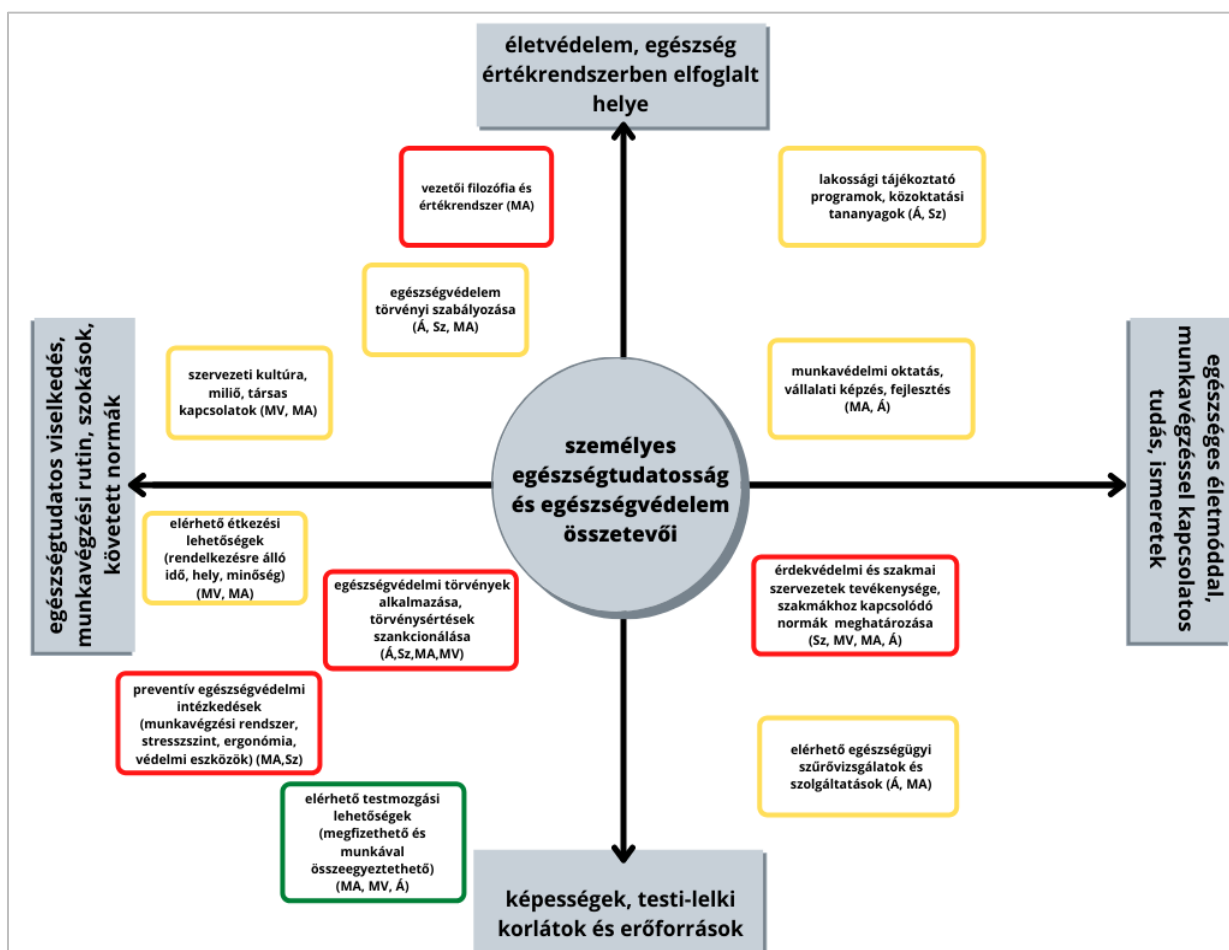 életvédelem, egészség
értékrendszerben elfoglalt
helye
vezetői filozófia és
értékrendszer (MA)
lakossági tájékoztató
programok, közoktatási
tananyagok (Á, Sz)
egészségvédelem
törvényi szabályozása
(Á, Sz, MA)
szervezeti kultúra,
miliő, társas
kapcsolatok (MV, MA)
munkavédelmi oktatás,
vállalati képzés, fejlesztés
(MA, Á)
egészségtudatos viselkedés,
munkavégzési rutin, szokások,
követett normák
személyes
egészségtudatosság
és egészségvédelem
összetevői
egészséges életmóddal,
munkavégzéssel kapcsolatos
tudás, ismeretek
elérhető étkezési
lehetőségek
(rendelkezésre álló
idő, hely, minőség)
(MV, MA)
egészségvédelmi törvények
alkalmazása,
törvénysértések
szankcionálása
(Á,Sz,MA,MV)
érdekvédelmi és szakmai
szervezetek tevékenysége,
szakmákhoz kapcsolódó
normák meghatározása
(Sz, MV, MA, Á)
preventív egészségvédelmi
intézkedések
(munkavégzési rendszer,
stresszszint, ergonómia,
védelmi eszközök) (MA,Sz)
elérhető egészségügyi
szűrővizsgálatok és
szolgáltatások (Á, MA)
elérhető testmozgási
lehetőségek
(megfizethető és
munkával
összeegyeztethető)
(MA, MV, Á)
képességek, testi-lelki
korlátok és erőforrások